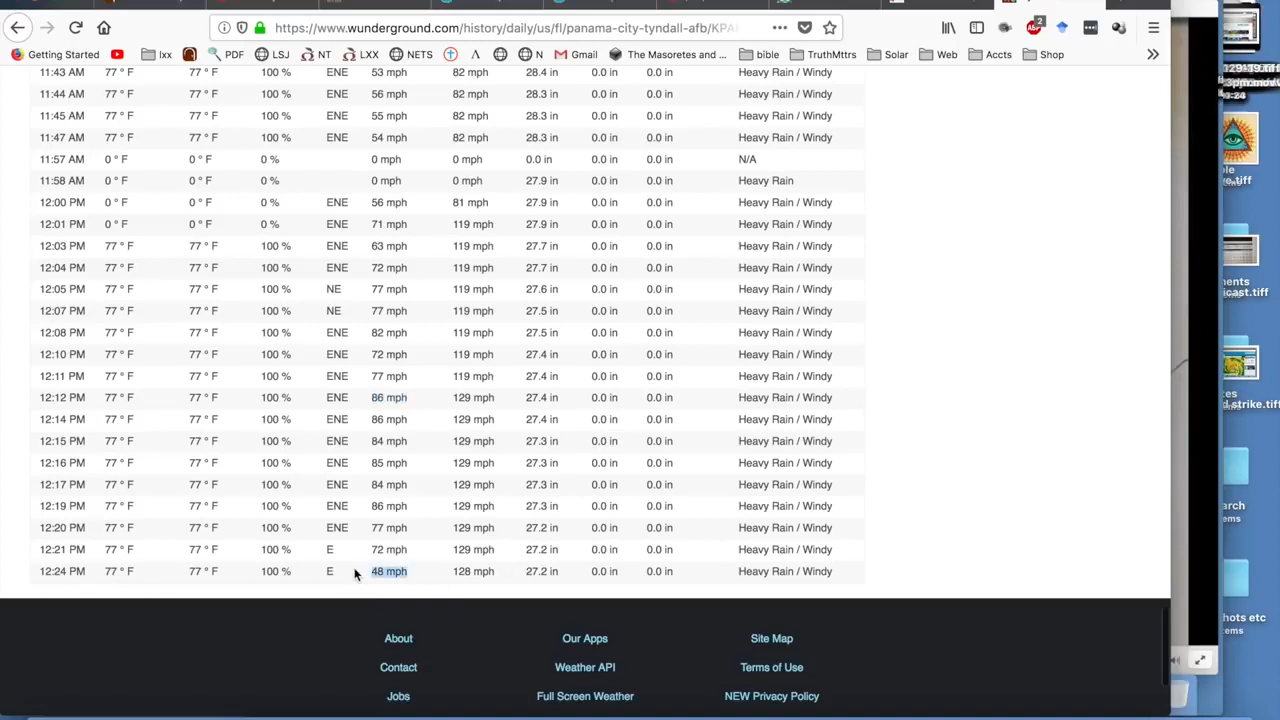 https://www.wunderground.com/history/daily/us/fl/panama-city-tyndall-afb/KPA
2
Getting Started lxx PDF LSJ NT LXX NETS Gmail The Masoretes and ... bible TruthMttrs Solar Web Accts Shop
11:43 AM 77 ° F 77 ° F 100 % ENE 53 mph 82 mph 28.4 in 0.0 in 0.0 in Heavy Rain / Windy
11:44 AM 77 ° F 77 ° F 100 % ENE 53 mph 82 mph 28.3 in 0.0 in 0.0 in Heavy Rain / Windy
11:45 AM 77 ° F 77 ° F 100 % ENE 55 mph 82 mph 28.3 in 0.0 in 0.0 in Heavy Rain / Windy
11:47 AM 77 ° F 77 ° F 100 % ENE 54 mph 82 mph 28.3 in 0.0 in 0.0 in Heavy Rain / Windy
11:57 AM 0 ° F 0 ° F 0 % 0 mph 0 mph 0.0 in 0.0 in 0.0 in N/A
11:58 AM 0 ° F 0 ° F 0 % 0 mph 0 mph 27.9 in 0.0 in 0.0 in Heavy Rain
12:00 PM 0 ° F 0 ° F 0 % ENE 56 mph 81 mph 27.9 in 0.0 in 0.0 in Heavy Rain / Windy
12:01 PM 0 ° F 0 ° F 0 % ENE 71 mph 119 mph 27.9 in 0.0 in 0.0 in Heavy Rain / Windy
12:03 PM 77 ° F 77 ° F 100 % ENE 63 mph 119 mph 27.7 in 0.0 in 0.0 in Heavy Rain / Windy
12:04 PM 77 ° F 77 ° F 100 % ENE 72 mph 119 mph 27.7 in 0.0 in 0.0 in Heavy Rain / Windy
12:05 PM 77 ° F 77 ° F 100 % NE 77 mph 119 mph 27.6 in 0.0 in 0.0 in Heavy Rain / Windy
12:07 PM 77 ° F 77 ° F 100 % NE 77 mph 119 mph 27.5 in 0.0 in 0.0 in Heavy Rain / Windy
12:08 PM 77 ° F 77 ° F 100 % ENE 82 mph 119 mph 27.5 in 0.0 in 0.0 in Heavy Rain / Windy
12:10 PM 77 ° F 77 ° F 100 % ENE 72 mph 119 mph 27.4 in 0.0 in 0.0 in Heavy Rain / Windy
12:11 PM 77 ° F 77 ° F 100 % ENE 77 mph 119 mph 27.4 in 0.0 in 0.0 in Heavy Rain / Windy
12:12 PM 77 ° F 77 ° F 100 % ENE 86 mph 129 mph 27.4 in 0.0 in 0.0 in Heavy Rain / Windy
12:14 PM 77 ° F 77 ° F 100 % ENE 86 mph 129 mph 27.4 in 0.0 in 0.0 in Heavy Rain / Windy
12:15 PM 77 ° F 77 ° F 100 % ENE 84 mph 129 mph 27.3 in 0.0 in 0.0 in Heavy Rain / Windy
12:16 PM 77 ° F 77 ° F 100 % ENE 85 mph 129 mph 27.3 in 0.0 in 0.0 in Heavy Rain / Windy
12:17 PM 77 ° F 77 ° F 100 % ENE 84 mph 129 mph 27.3 in 0.0 in 0.0 in Heavy Rain / Windy
12:19 PM 77 ° F 77 ° F 100 % ENE 86 mph 129 mph 27.3 in 0.0 in 0.0 in Heavy Rain / Windy
12:20 PM 77 ° F 77 ° F 100 % ENE 77 mph 129 mph 27.2 in 0.0 in 0.0 in Heavy Rain / Windy
12:21 PM 77 ° F 77 ° F 100 % E 72 mph 129 mph 27.2 in 0.0 in 0.0 in Heavy Rain / Windy
12:24 PM 77 ° F 77 ° F 100 % E 48 mph 128 mph 27.2 in 0.0 in 0.0 in Heavy Rain / Windy
About Our Apps Site Map
Contact Weather API Terms of Use
Jobs Full Screen Weather NEW Privacy Policy
ve.tiff
ments
icast.tiff
d strike.tiff
arch
ems
hots etc
ems